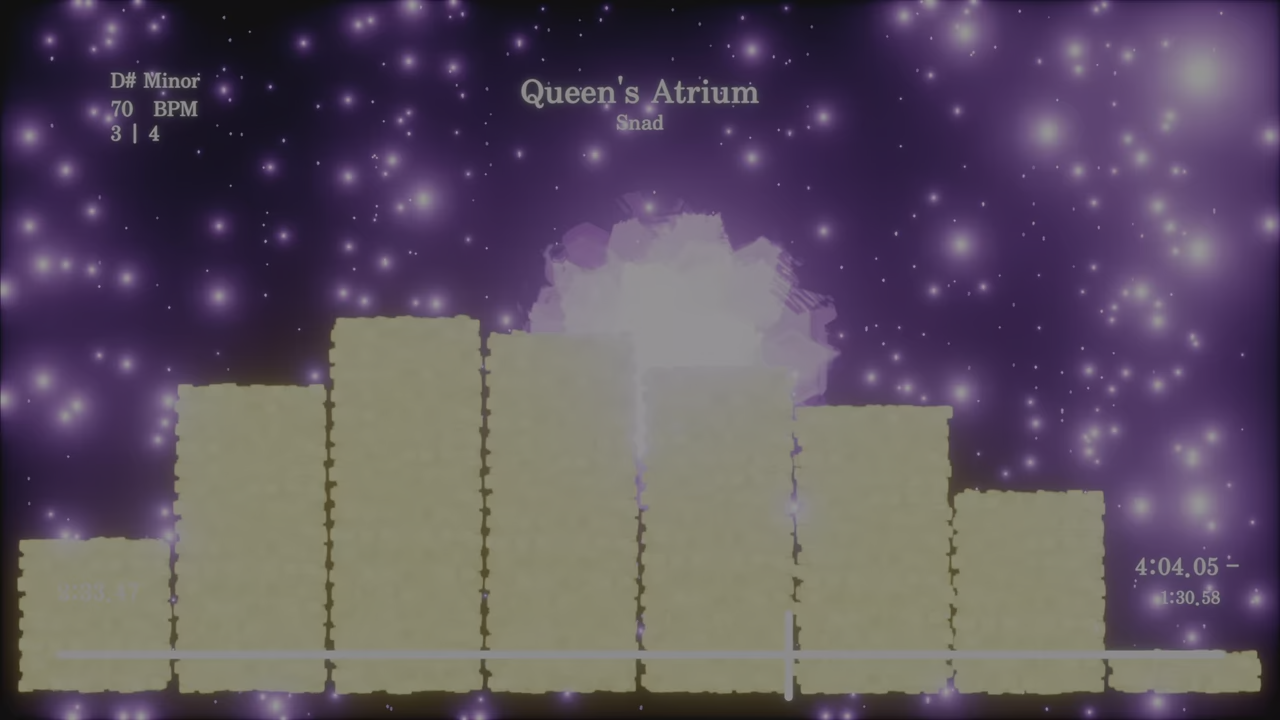 D# Minor
70 BPM
3 | 4
Queen's Atrium
Snad
4:04.05 -
1:30.58